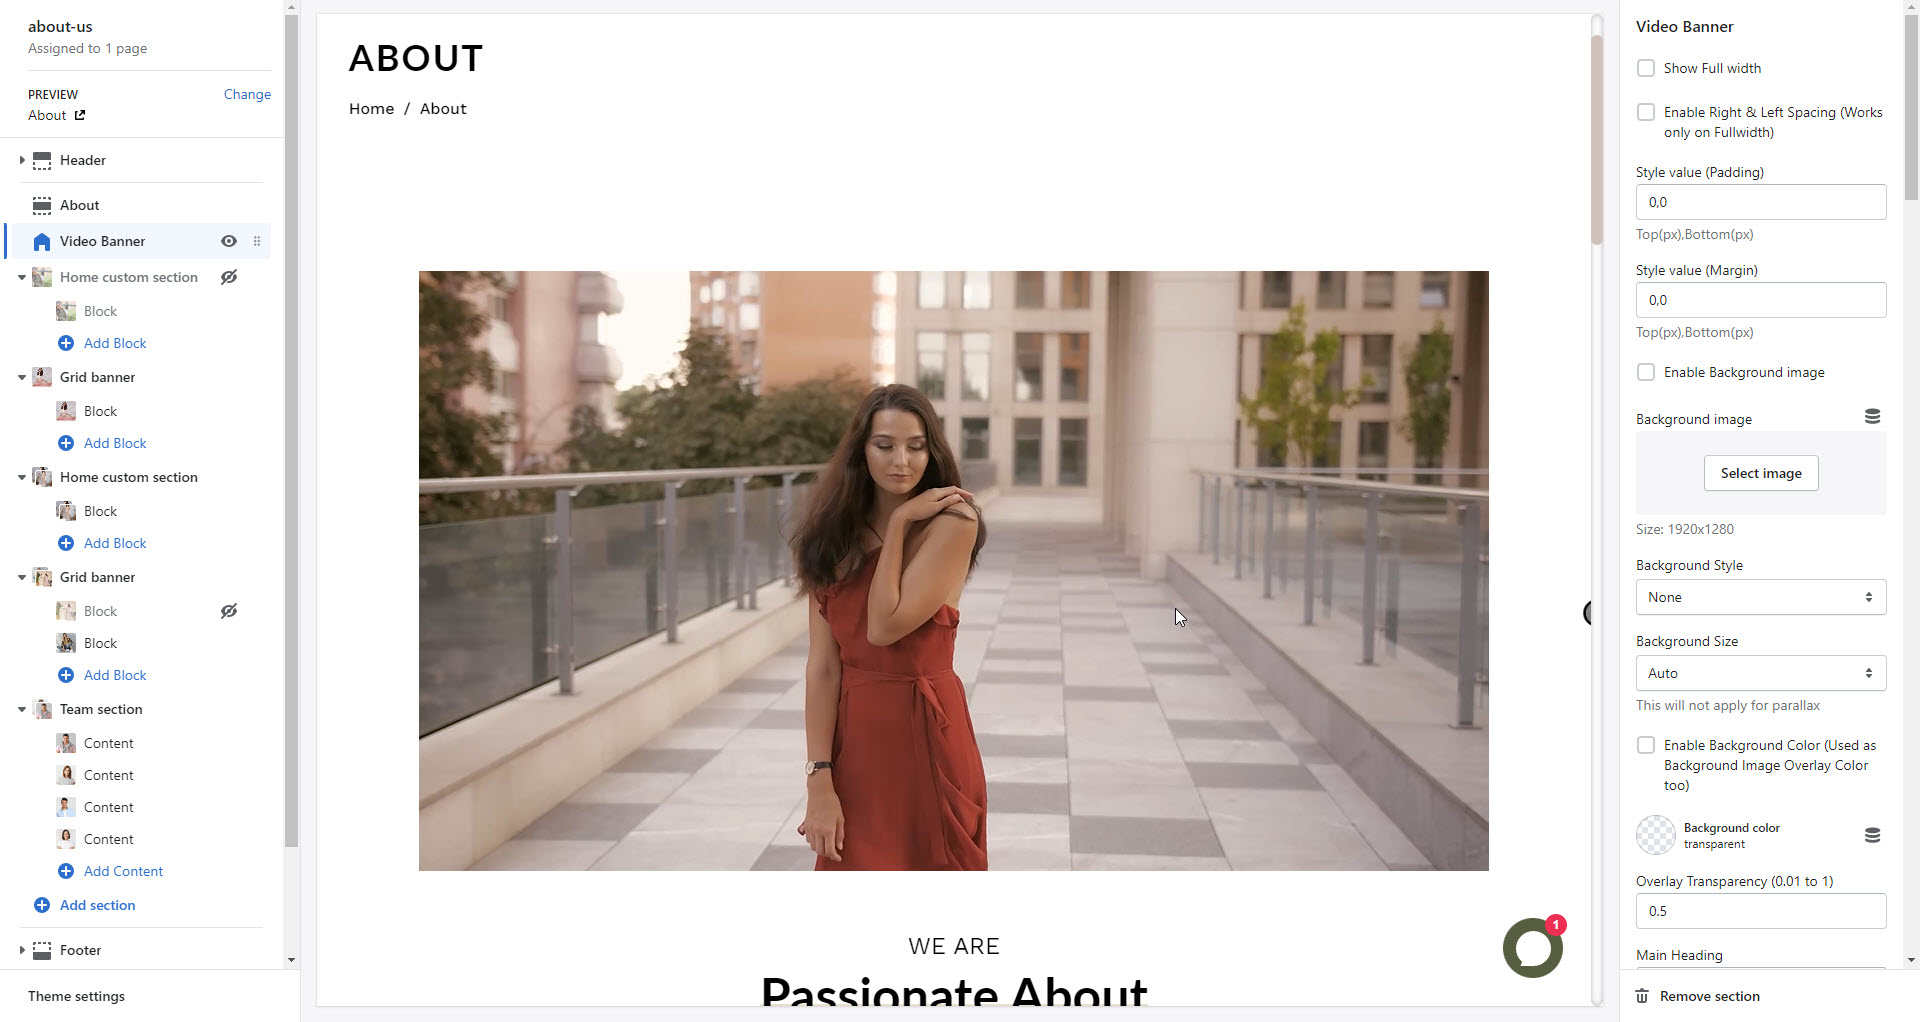 about-us
Assigned to 1 page
PREVIEW
Change
About
Header
About
Video Banner
Home custom section
Block
Add Block
Grid banner
Block
Add Block
Home custom section
Block
Add Block
Grid banner
Block
Block
Add Block
Team section
Content
Content
Content
Content
Add Content
Add section
Footer
Theme settings
ABOUT
Home / About
WE ARE
Passionate About
1
Video Banner
Show Full width
Enable Right & Left Spacing (Works
only on Fullwidth)
Style value (Padding)
0,0
Top(px),Bottom(px)
Style value (Margin)
0,0
Top(px),Bottom(px)
Enable Background image
Background image
Select image
Size: 1920x1280
Background Style
None
Background Size
Auto
This will not apply for parallax
Enable Background Color (Used as
Background Image Overlay Color
too)
Background color
transparent
Overlay Transparency (0.01 to 1)
0.5
Main Heading
Remove section